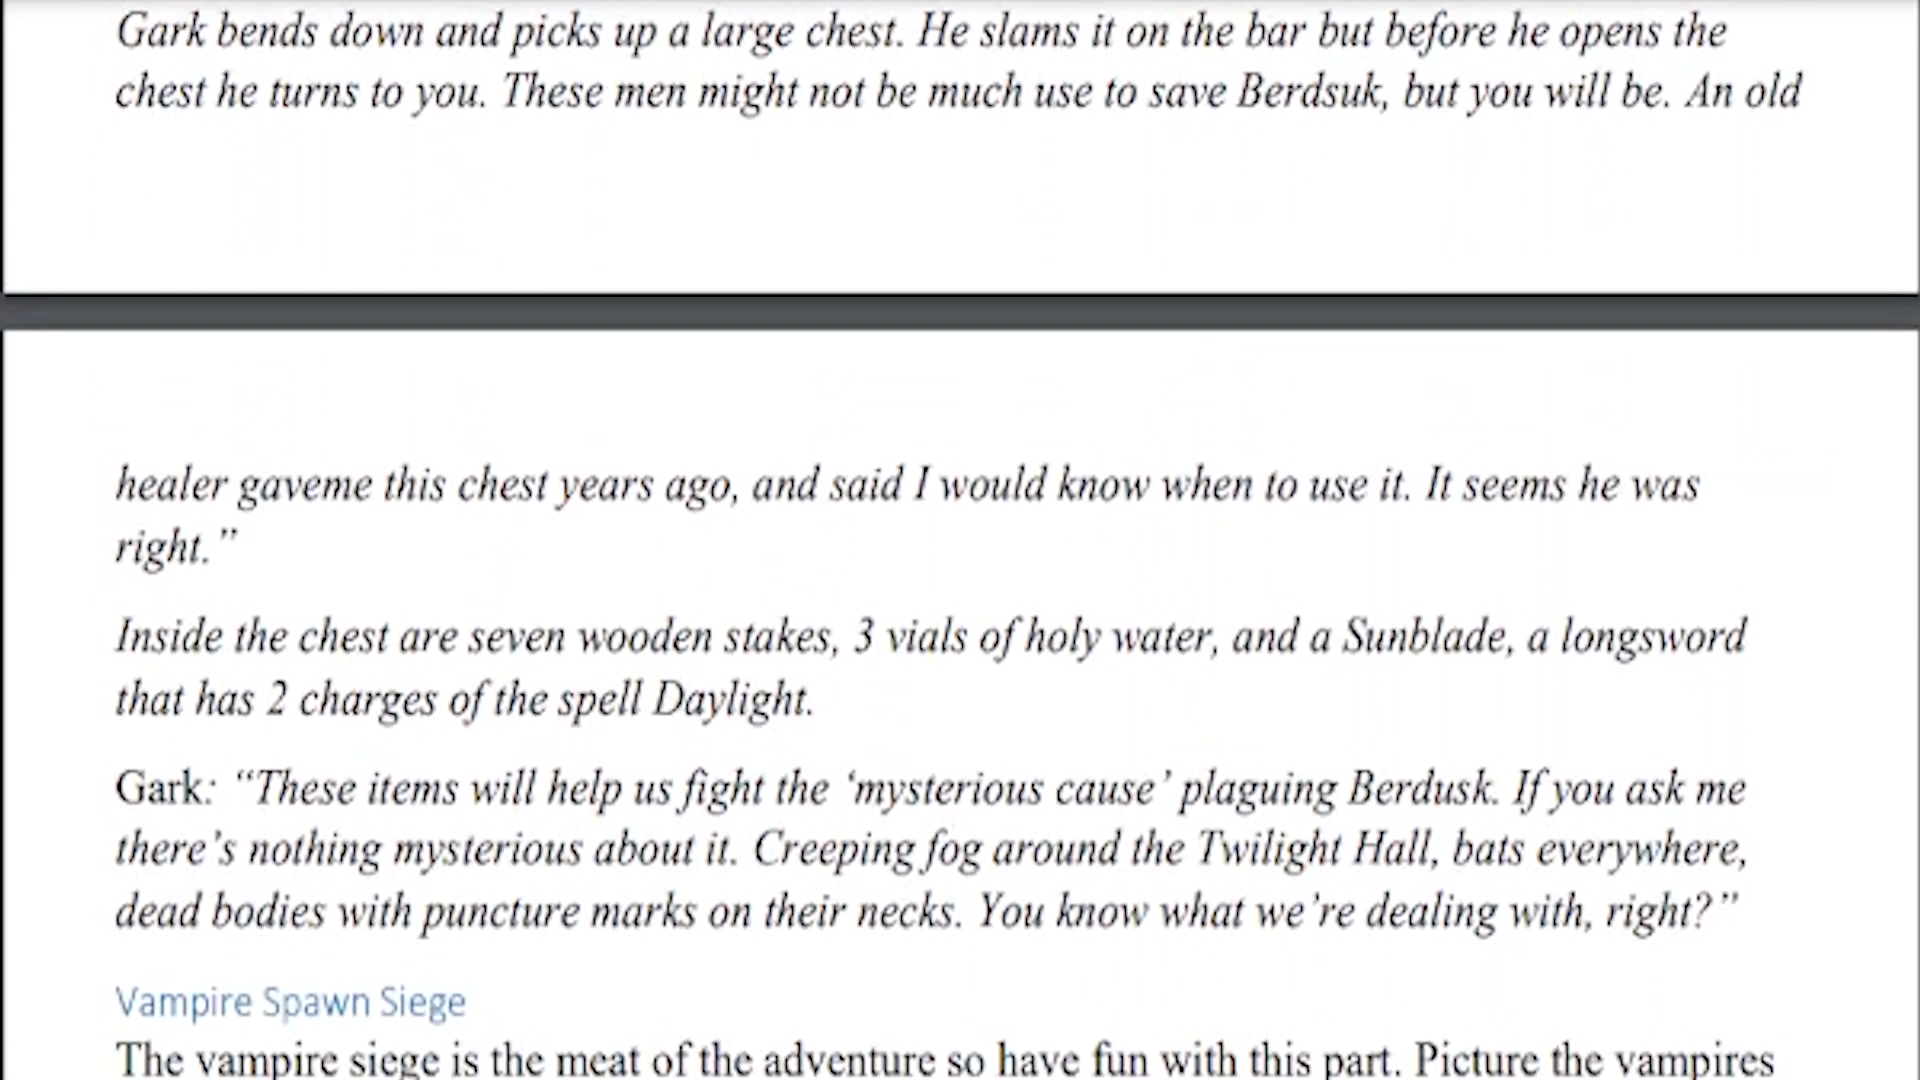 Gark bends down and picks up a large chest. He slams it on the bar but before he opens the
chest he turns to you. These men might not be much use to save Berdsuk, but you will be. An old
healer gaveme this chest years ago, and said I would know when to use it. It seems he was
right.”
Inside the chest are seven wooden stakes, 3 vials of holy water, and a Sunblade, a longsword
that has 2 charges of the spell Daylight.
Gark: “These items will help us fight the ‘mysterious cause’ plaguing Berdusk. If you ask me
there’s nothing mysterious about it. Creeping fog around the Twilight Hall, bats everywhere,
dead bodies with puncture marks on their necks. You know what we’re dealing with, right?”
Vampire Spawn Siege
The vampire siege is the meat of the adventure so have fun with this part. Picture the vampires